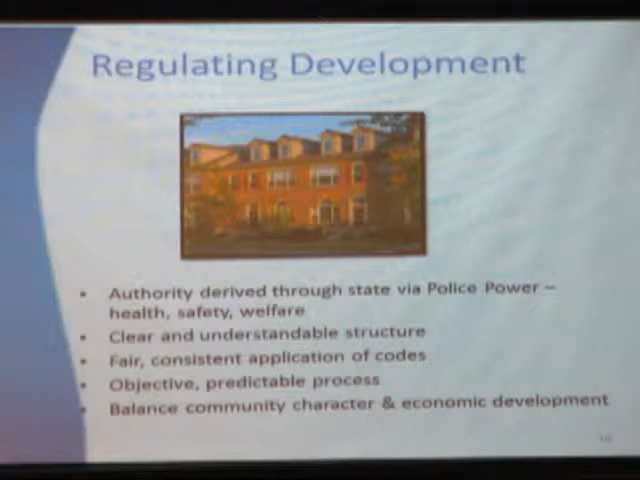 Regulating Development
• Authority derived through state via Police Power –
health, safety, welfare
• Clear and understandable structure
• Fair, consistent application of codes
• Objective, predictable process
• Balance community character & economic development